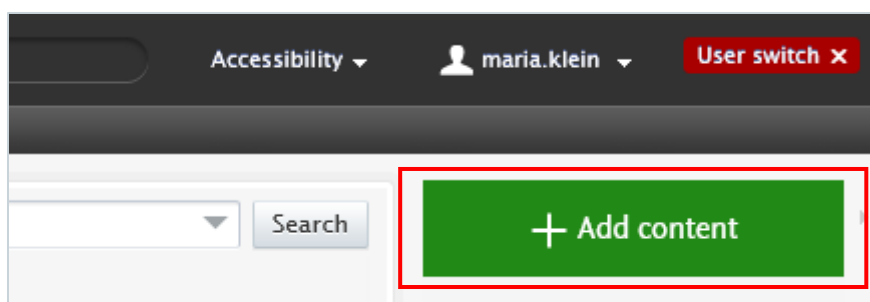 Accessibility
maria.klein
User switch ×
Search
+ Add content